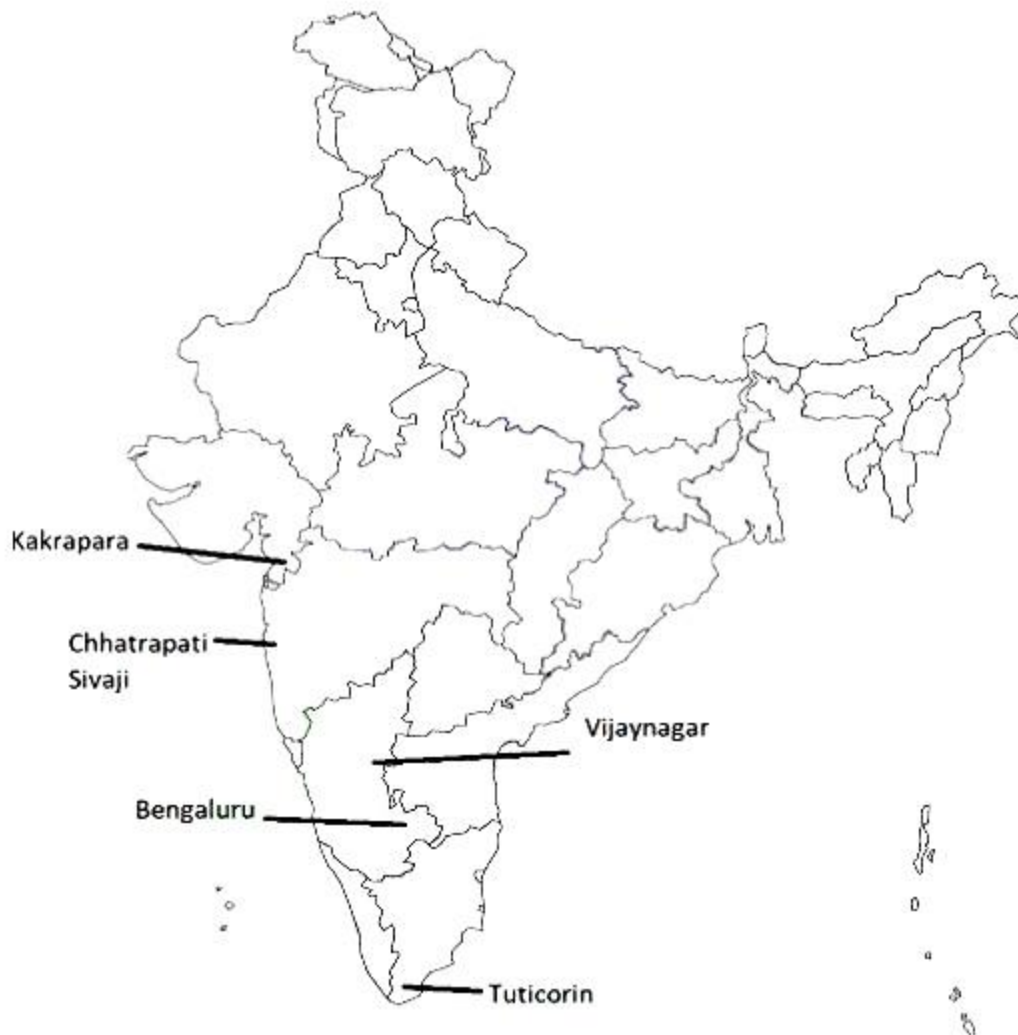 Kakrapara
Chhatrapati
Sivaji
Vijaynagar
Bengaluru
Tuticorin